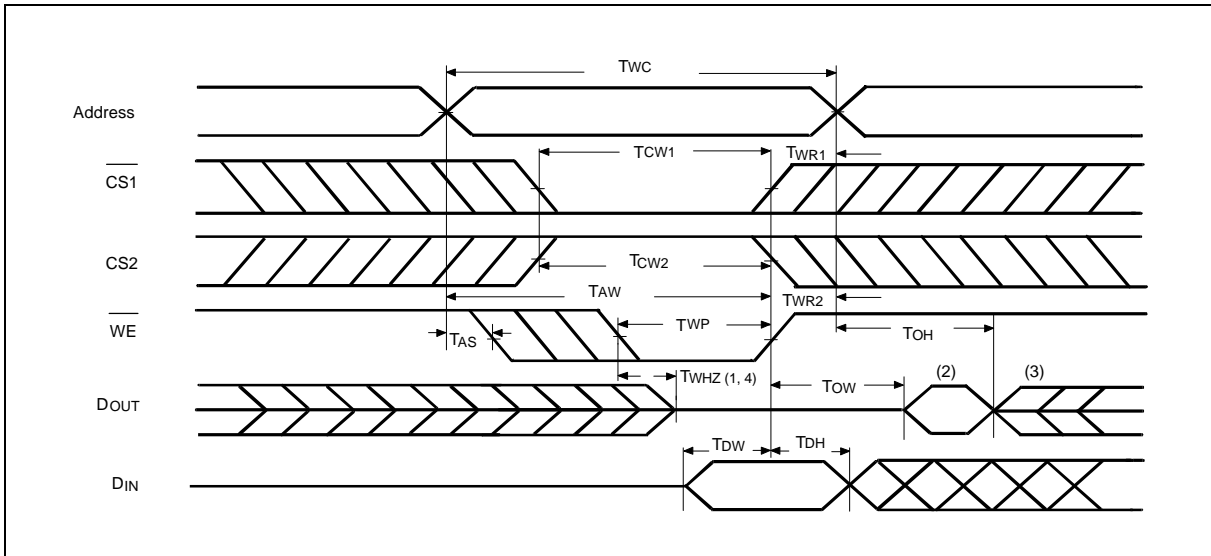 TWC
Address
TCW1
TWR1
CS1
CS2
TCW2
TAW
TWR2
WE
TAS
TWP
TOH
TWHZ (1, 4)
TOW
(2)
(3)
DOUT
TDW
TDH
DIN